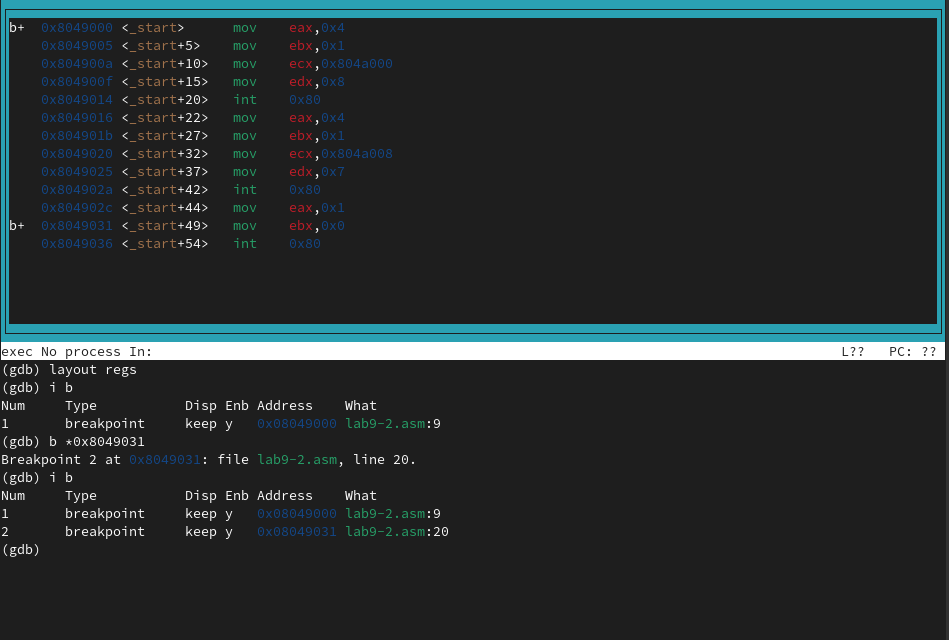 b+  0x8049000 <_start>      mov    eax,0x4
    0x8049005 <_start+5>    mov    ebx,0x1
    0x804900a <_start+10>   mov    ecx,0x804a000
    0x804900f <_start+15>   mov    edx,0x8
    0x8049014 <_start+20>   int    0x80
    0x8049016 <_start+22>   mov    eax,0x4
    0x804901b <_start+27>   mov    ebx,0x1
    0x8049020 <_start+32>   mov    ecx,0x804a008
    0x8049025 <_start+37>   mov    edx,0x7
    0x804902a <_start+42>   int    0x80
    0x804902c <_start+44>   mov    eax,0x1
b+  0x8049031 <_start+49>   mov    ebx,0x0
    0x8049036 <_start+54>   int    0x80
exec No process In:    L??   PC: ??
(gdb) layout regs
(gdb) i b
Num     Type           Disp Enb Address    What
1       breakpoint     keep y   0x08049000 lab9-2.asm:9
(gdb) b *0x8049031
Breakpoint 2 at 0x8049031: file lab9-2.asm, line 20.
(gdb) i b
Num     Type           Disp Enb Address    What
1       breakpoint     keep y   0x08049000 lab9-2.asm:9
2       breakpoint     keep y   0x08049031 lab9-2.asm:20
(gdb)